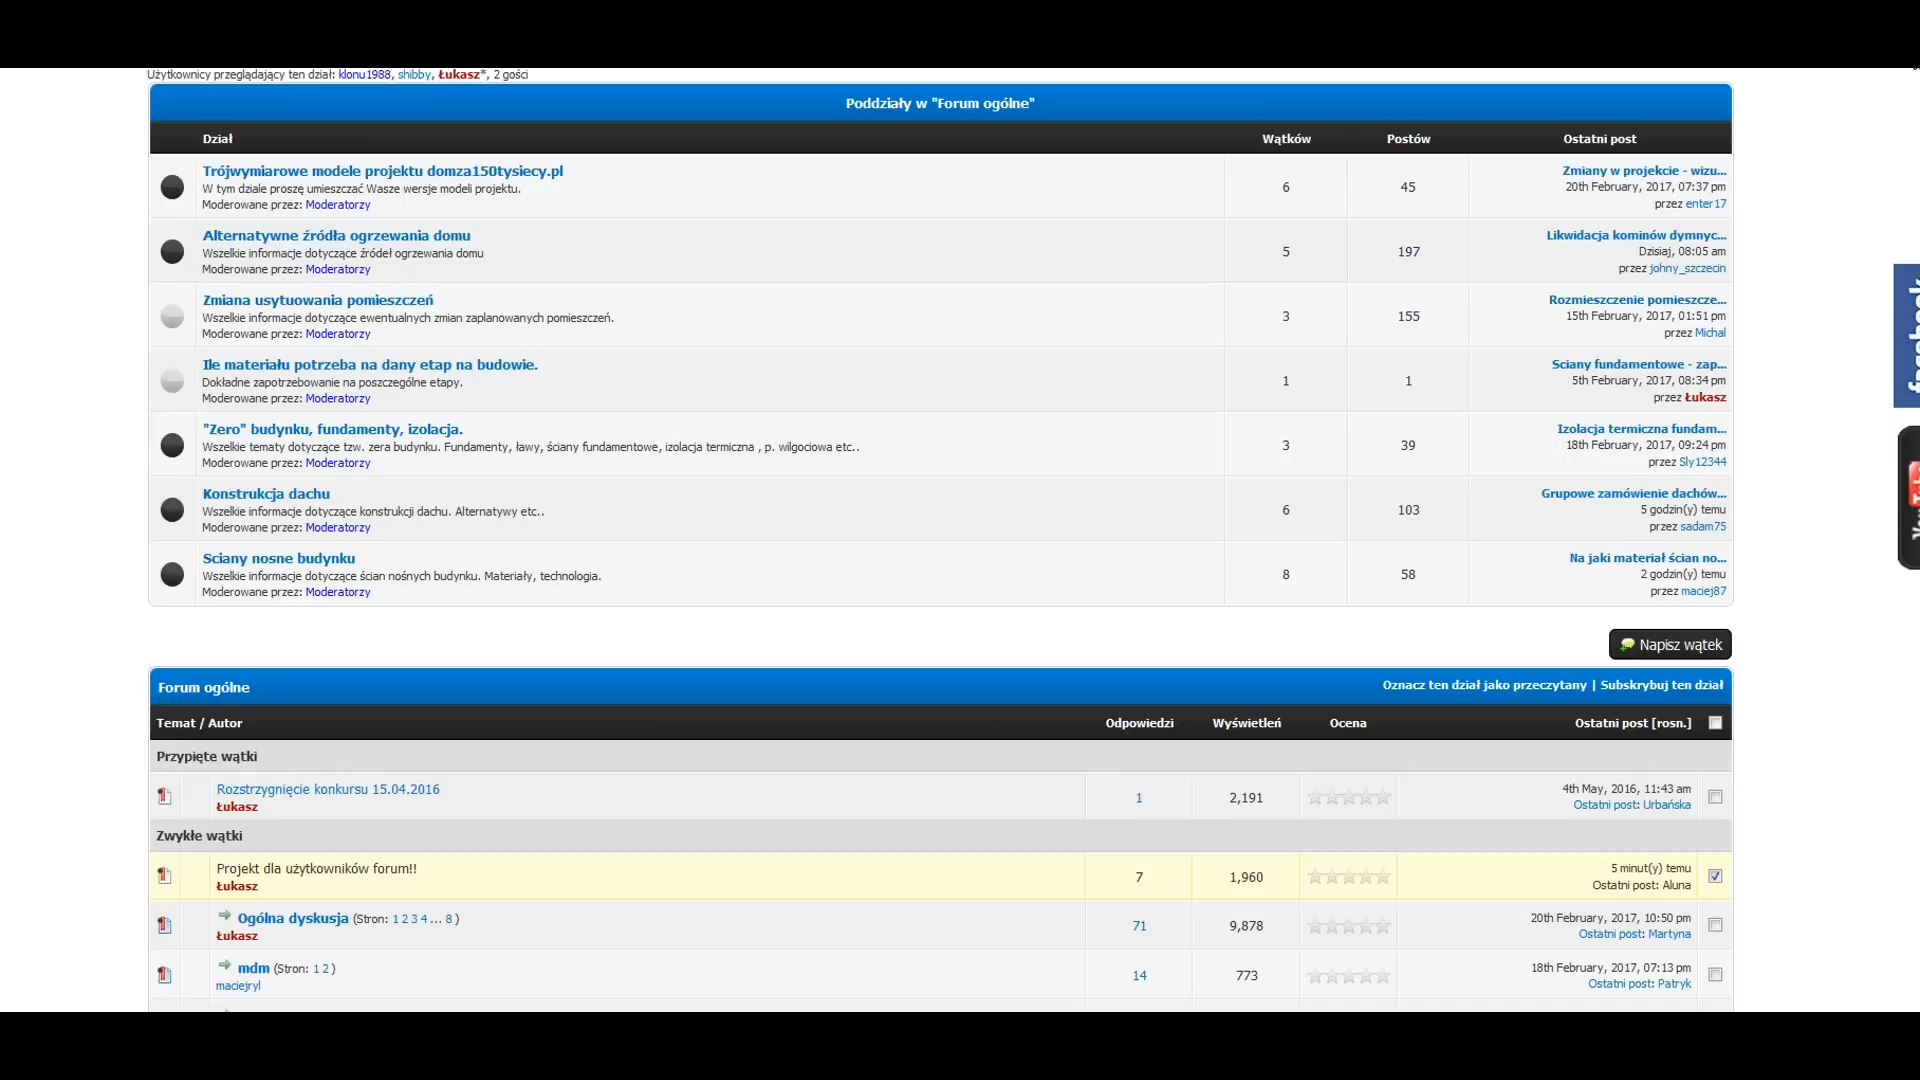 Użytkownicy przeglądający ten dział: klonu1988, shibby, Łukasz*, 2 gości
Poddziały w "Forum ogólne"
Dział Wątków Postów Ostatni post
Trójwymiarowe modele projektu domza150tysiecy.pl
W tym dziale proszę umieszczać Wasze wersje modeli projektu.
Moderowane przez: Moderatorzy
6 45
Zmiany w projekcie - wizu...
20th February, 2017, 07:37 pm
przez enter17
Alternatywne źródła ogrzewania domu
Wszelkie informacje dotyczące źródeł ogrzewania domu
Moderowane przez: Moderatorzy
5 197
Likwidacja kominów dymnyc...
Dzisiaj, 08:05 am
przez johny_szczecin
Zmiana usytuowania pomieszczeń
Wszelkie informacje dotyczące ewentualnych zmian zaplanowanych pomieszczeń.
Moderowane przez: Moderatorzy
3 155
Rozmieszczenie pomieszcze...
15th February, 2017, 01:51 pm
przez Michal
Ile materiału potrzeba na dany etap na budowie.
Dokładne zapotrzebowanie na poszczególne etapy.
Moderowane przez: Moderatorzy
1 1
Sciany fundamentowe - zap...
5th February, 2017, 08:34 pm
przez Łukasz
"Zero" budynku, fundamenty, izolacja.
Wszelkie tematy dotyczące tzw. zera budynku. Fundamenty, ławy, ściany fundamentowe, izolacja termiczna , p. wilgociowa etc..
Moderowane przez: Moderatorzy
3 39
Izolacja termiczna fundam...
18th February, 2017, 09:24 pm
przez Sly12344
Konstrukcja dachu
Wszelkie informacje dotyczące konstrukcji dachu. Alternatywy etc..
Moderowane przez: Moderatorzy
6 103
Grupowe zamówienie dachów...
5 godzin(y) temu
przez sadam75
Sciany nosne budynku
Wszelkie informacje dotyczące ścian nośnych budynku. Materiały, technologia.
Moderowane przez: Moderatorzy
8 58
Na jaki materiał ścian no...
2 godzin(y) temu
przez maciej87
Napisz wątek
Forum ogólne Oznacz ten dział jako przeczytany | Subskrybuj ten dział
Temat / Autor Odpowiedzi Wyświetleń Ocena Ostatni post [rosn.]
Przypięte wątki
Rozstrzygnięcie konkursu 15.04.2016
Łukasz
1 2,191
4th May, 2016, 11:43 am
Ostatni post: Urbańska
Zwykłe wątki
Projekt dla użytkowników forum!!
Łukasz
7 1,960
5 minut(y) temu
Ostatni post: Aluna
Ogólna dyskusja (Stron: 1 2 3 4 ... 8 )
Łukasz
71 9,878
20th February, 2017, 10:50 pm
Ostatni post: Martyna
mdm (Stron: 1 2 )
maciejryl
14 773
18th February, 2017, 07:13 pm
Ostatni post: Patryk